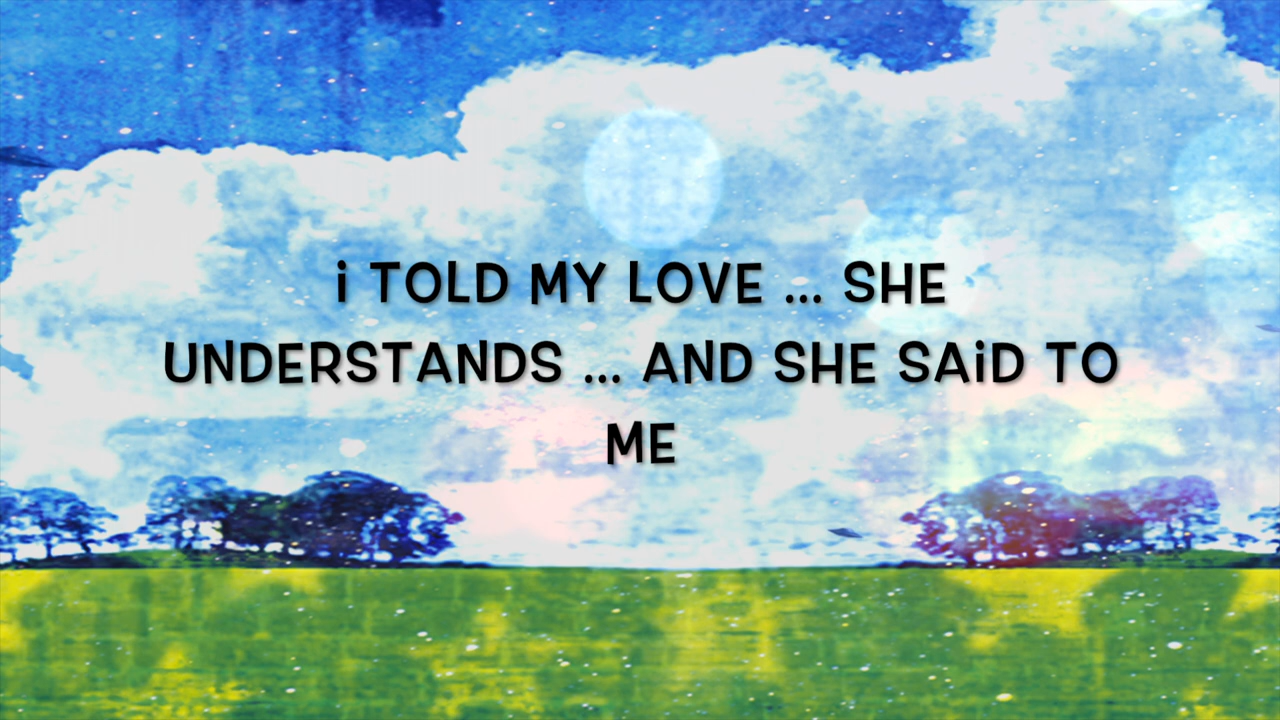 i TOLD MY LOVE ... SHE
UNDERSTANDS ... AND SHE SAiD TO
ME